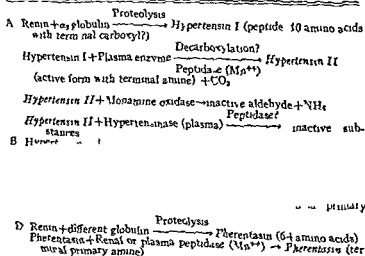 Proteolysis
A Renin+α₂ globulin ⟶ Hypertensin I (peptide 10 amino acids
with term nal carboxyl?)
Decarboxylation?
Hypertensin I+Plasma enzyme ⟶ Hypertensin II
Peptidase (Mn++)
(active form with terminal amine) +CO₂
Hypertensin II+Monamine oxidase→inactive aldehyde+NH₃
Peptidase?
Hypertensin II+Hypertensinase (plasma) ⟶ inactive sub-
stances
B
primary
Proteolysis
D Renin+different globulin ⟶ Pherentasin (6+ amino acids)
Pherentasin+Renal or plasma peptidase (Mn++) → Pherentasin (ter
minal primary amine)